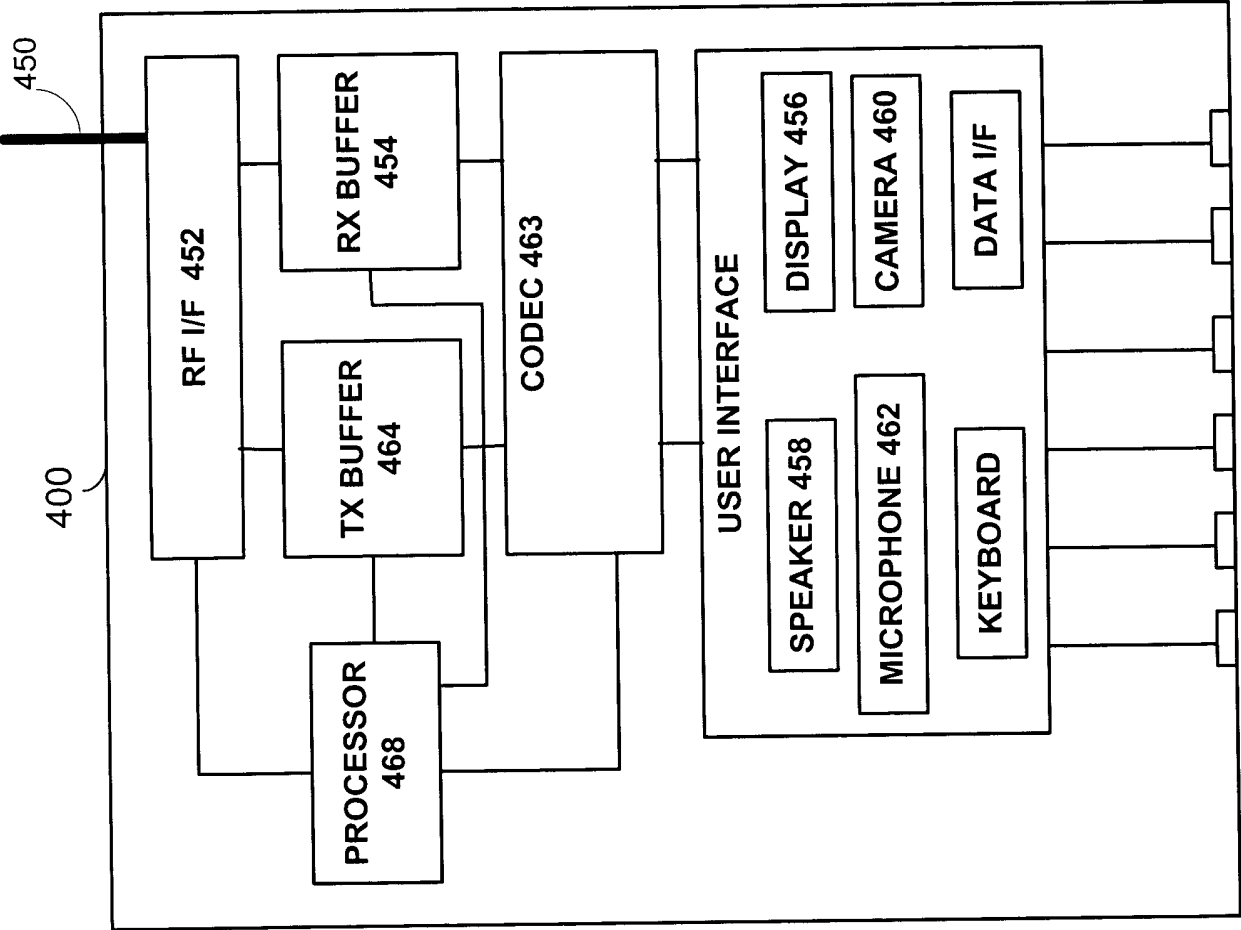 400
450
RF I/F 452
TX BUFFER
464
RX BUFFER
454
PROCESSOR
468
CODEC 463
USER INTERFACE
SPEAKER 458
DISPLAY 456
MICROPHONE 462
CAMERA 460
KEYBOARD
DATA I/F